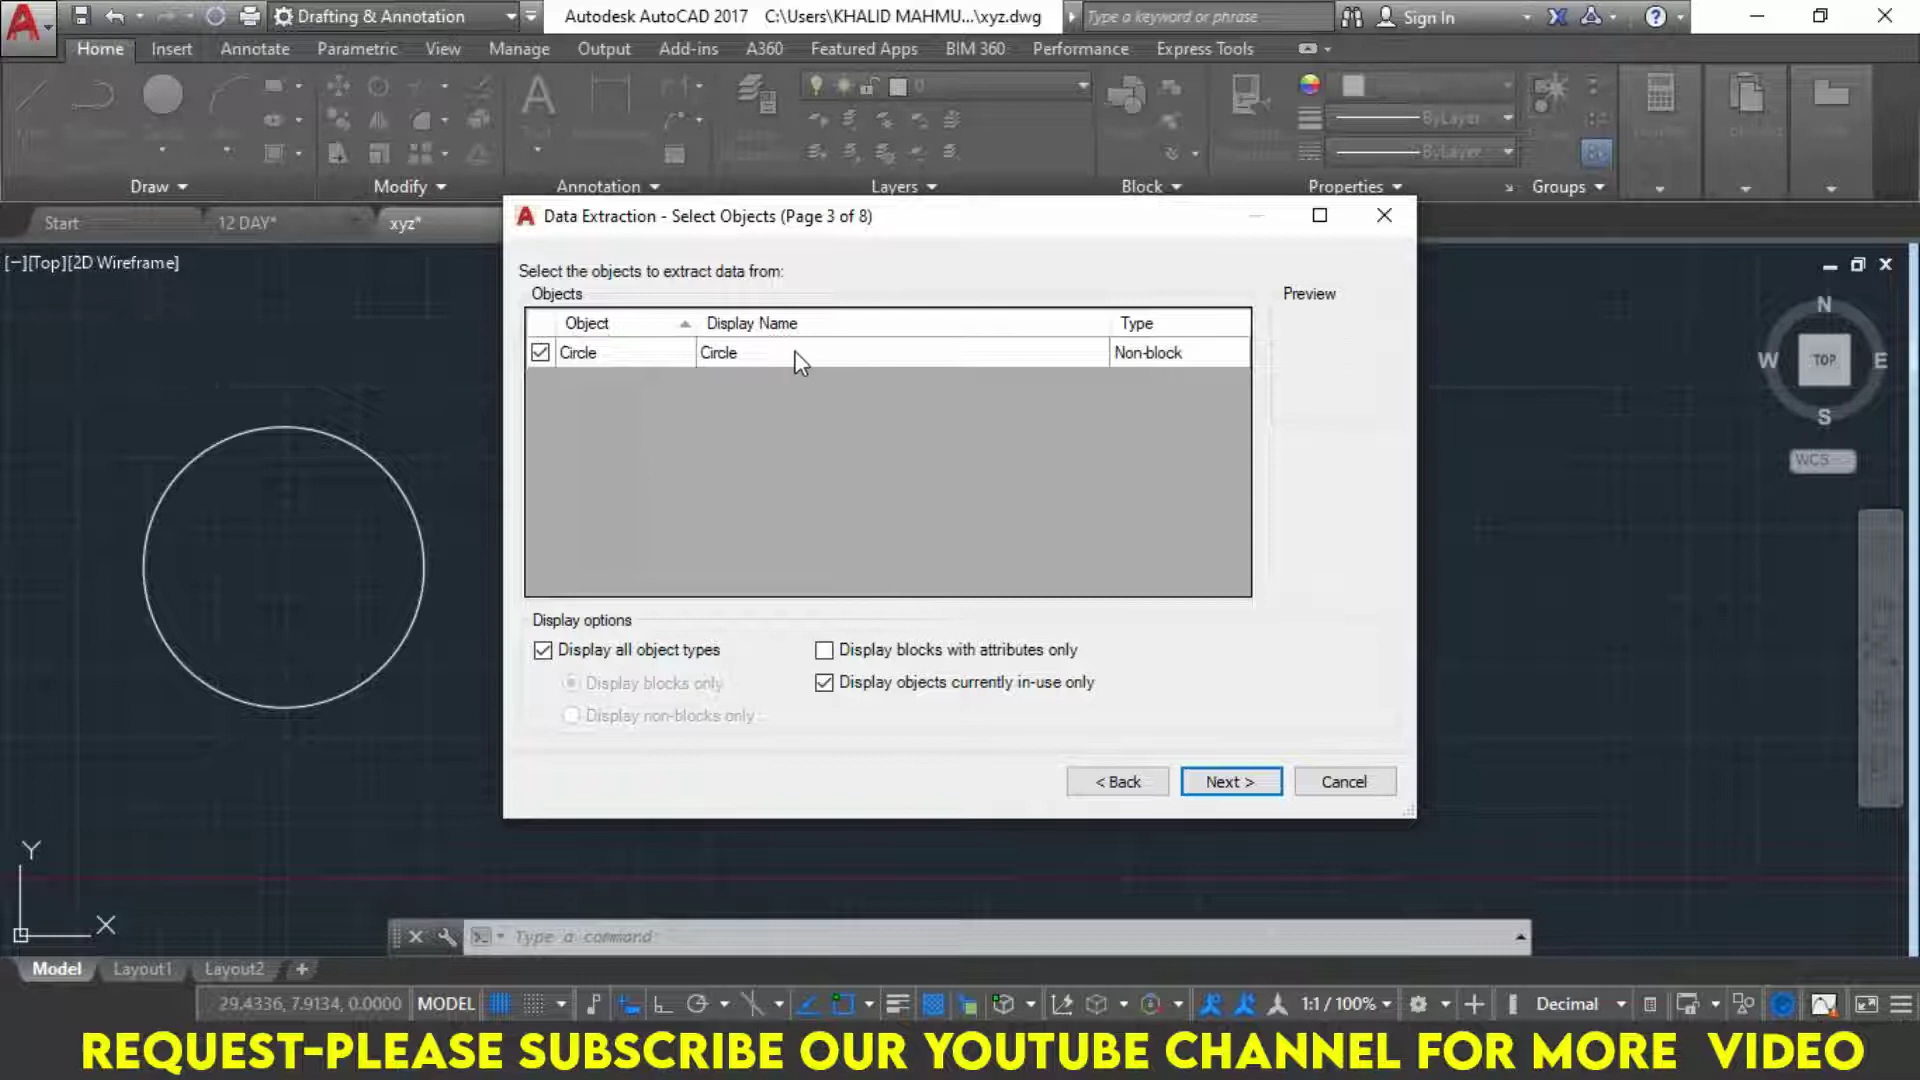 Drafting & Annotation
Autodesk AutoCAD 2017 C:\Users\KHALID MAHMU...\xyz.dwg
Type a keyword or phrase
Sign In
Home Insert Annotate Parametric View Manage Output Add-ins A360 Featured Apps BIM 360 Performance Express Tools
0
ByLayer
ByLayer
Draw Modify Annotation Layers Block Properties Groups
Start 12 DAY* xyz*
[−][Top][2D Wireframe]
Data Extraction - Select Objects (Page 3 of 8)
Select the objects to extract data from:
Objects
Preview
Object Display Name Type
Circle Circle Non-block
Display options
Display all object types
Display blocks only
Display non-blocks only
Display blocks with attributes only
Display objects currently in-use only
< Back Next > Cancel
N
W TOP E
S
WCS
Y
X
Type a command
Model Layout1 Layout2 +
29.4336, 7.9134, 0.0000 MODEL 1:1 / 100% Decimal
REQUEST-PLEASE SUBSCRIBE OUR YOUTUBE CHANNEL FOR MORE VIDEO